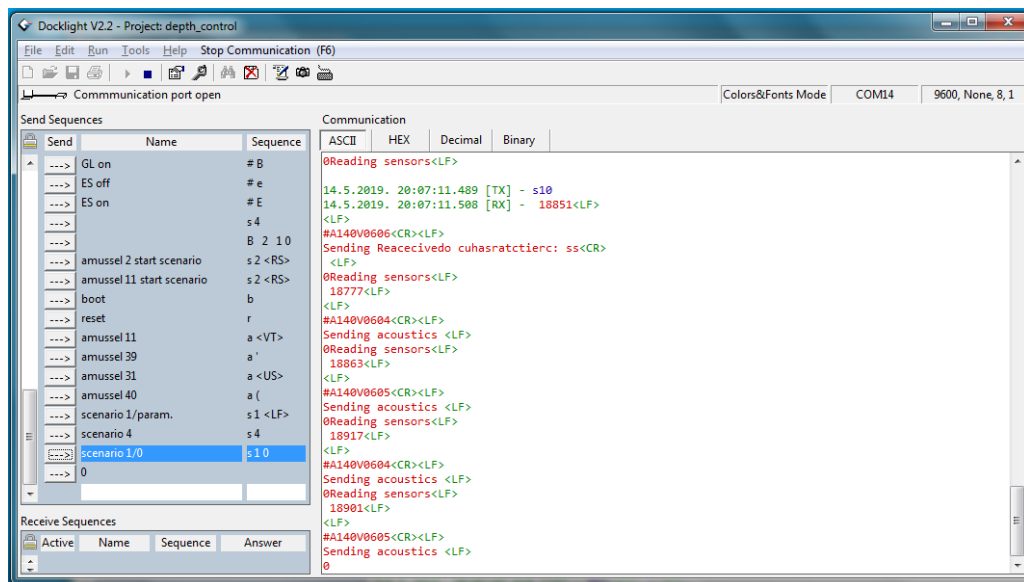 Docklight V2.2 - Project: depth_control
File Edit Run Tools Help Stop Communication (F6)
Commmunication port open Colors&Fonts Mode COM14 9600, None, 8, 1
Send Sequences
Send Name Sequence
---> GL on # B
---> ES off # e
---> ES on # E
---> s 4
---> B 2 1 0
---> amussel 2 start scenario s 2 <RS>
---> amussel 11 start scenario s 2 <RS>
---> boot b
---> reset r
---> amussel 11 a <VT>
---> amussel 39 a '
---> amussel 31 a <US>
---> amussel 40 a (
---> scenario 1/param. s 1 <LF>
---> scenario 4 s 4
---> scenario 1/0 s 1 0
---> 0
Receive Sequences
Active Name Sequence Answer
Communication
ASCII HEX Decimal Binary
0Reading sensors<LF>
14.5.2019. 20:07:11.489 [TX] - s10
14.5.2019. 20:07:11.508 [RX] - 18851<LF>
<LF>
#A140V0606<CR><LF>
Sending Reacecivedo cuhasratctierc: ss<CR>
<LF>
0Reading sensors<LF>
18777<LF>
<LF>
#A140V0604<CR><LF>
Sending acoustics <LF>
0Reading sensors<LF>
18863<LF>
<LF>
#A140V0605<CR><LF>
Sending acoustics <LF>
0Reading sensors<LF>
18917<LF>
<LF>
#A140V0604<CR><LF>
Sending acoustics <LF>
0Reading sensors<LF>
18901<LF>
<LF>
#A140V0605<CR><LF>
Sending acoustics <LF>
0